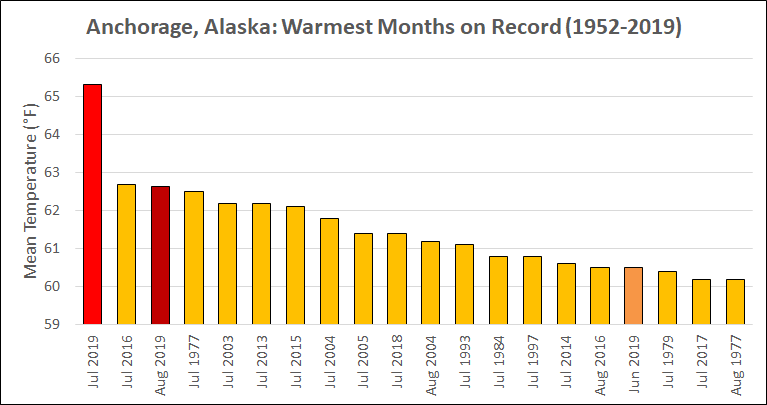 Anchorage, Alaska: Warmest Months on Record (1952-2019)
Mean Temperature (°F)
66
65
64
63
62
61
60
59
Jul 2019
Jul 2016
Aug 2019
Jul 1977
Jul 2003
Jul 2013
Jul 2015
Jul 2004
Jul 2005
Jul 2018
Aug 2004
Jul 1993
Jul 1984
Jul 1997
Jul 2014
Aug 2016
Jun 2019
Jul 1979
Jul 2017
Aug 1977